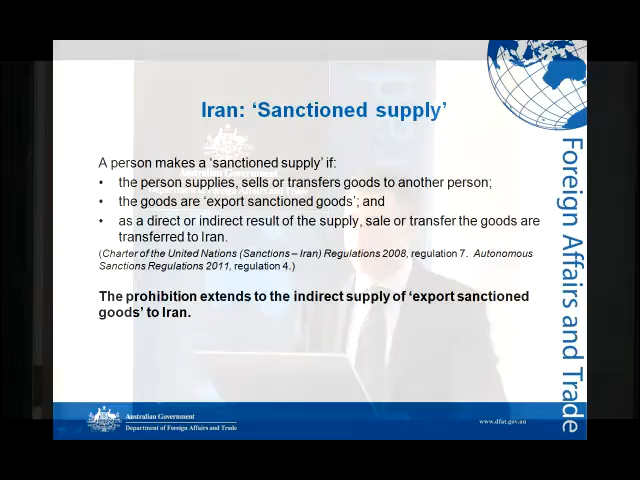 Iran: ‘Sanctioned supply’
A person makes a ‘sanctioned supply’ if:
• the person supplies, sells or transfers goods to another person;
• the goods are ‘export sanctioned goods’; and
• as a direct or indirect result of the supply, sale or transfer the goods are
transferred to Iran.
(Charter of the United Nations (Sanctions – Iran) Regulations 2008, regulation 7. Autonomous
Sanctions Regulations 2011, regulation 4.)
The prohibition extends to the indirect supply of ‘export sanctioned
goods’ to Iran.
Foreign Affairs and Trade
Australian Government
Department of Foreign Affairs and Trade
www.dfat.gov.au
Australian Government